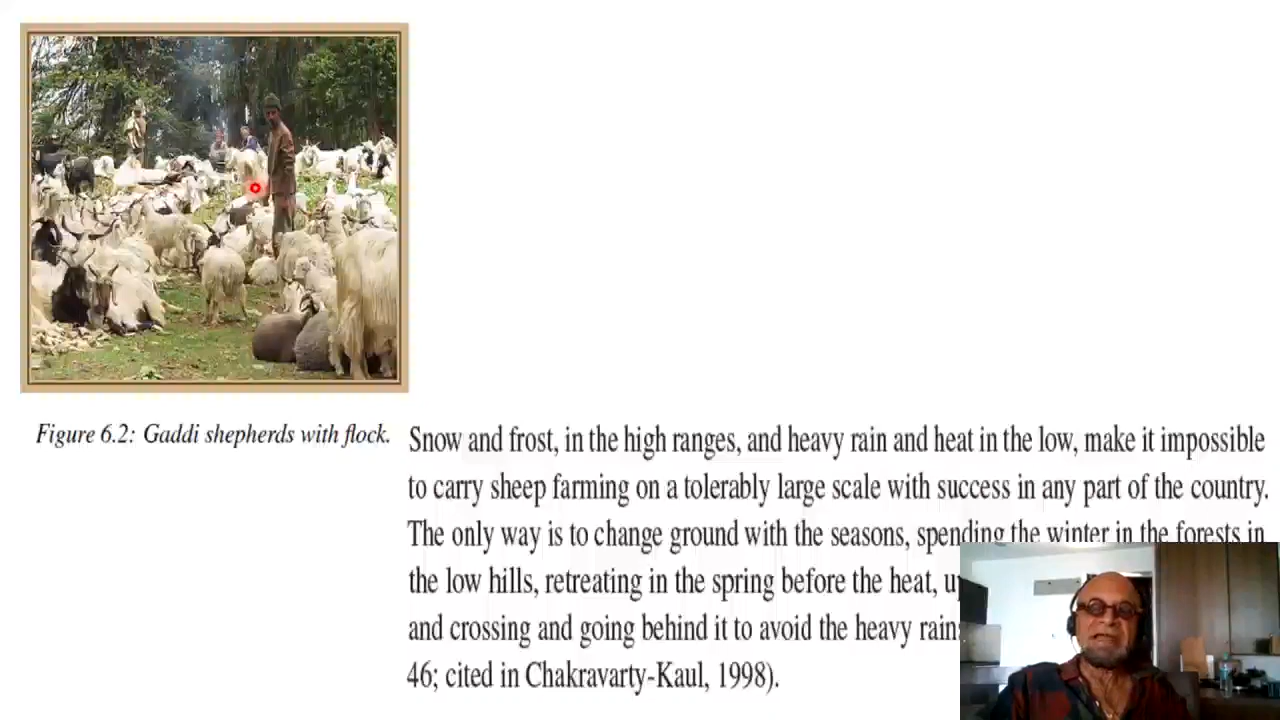 Figure 6.2: Gaddi shepherds with flock.
Snow and frost, in the high ranges, and heavy rain and heat in the low, make it impossible
to carry sheep farming on a tolerably large scale with success in any part of the country.
The only way is to change ground with the seasons, spending the winter in the forests in
the low hills, retreating in the spring before the heat,
and crossing and going behind it to avoid the heavy
46; cited in Chakravarty-Kaul, 1998).